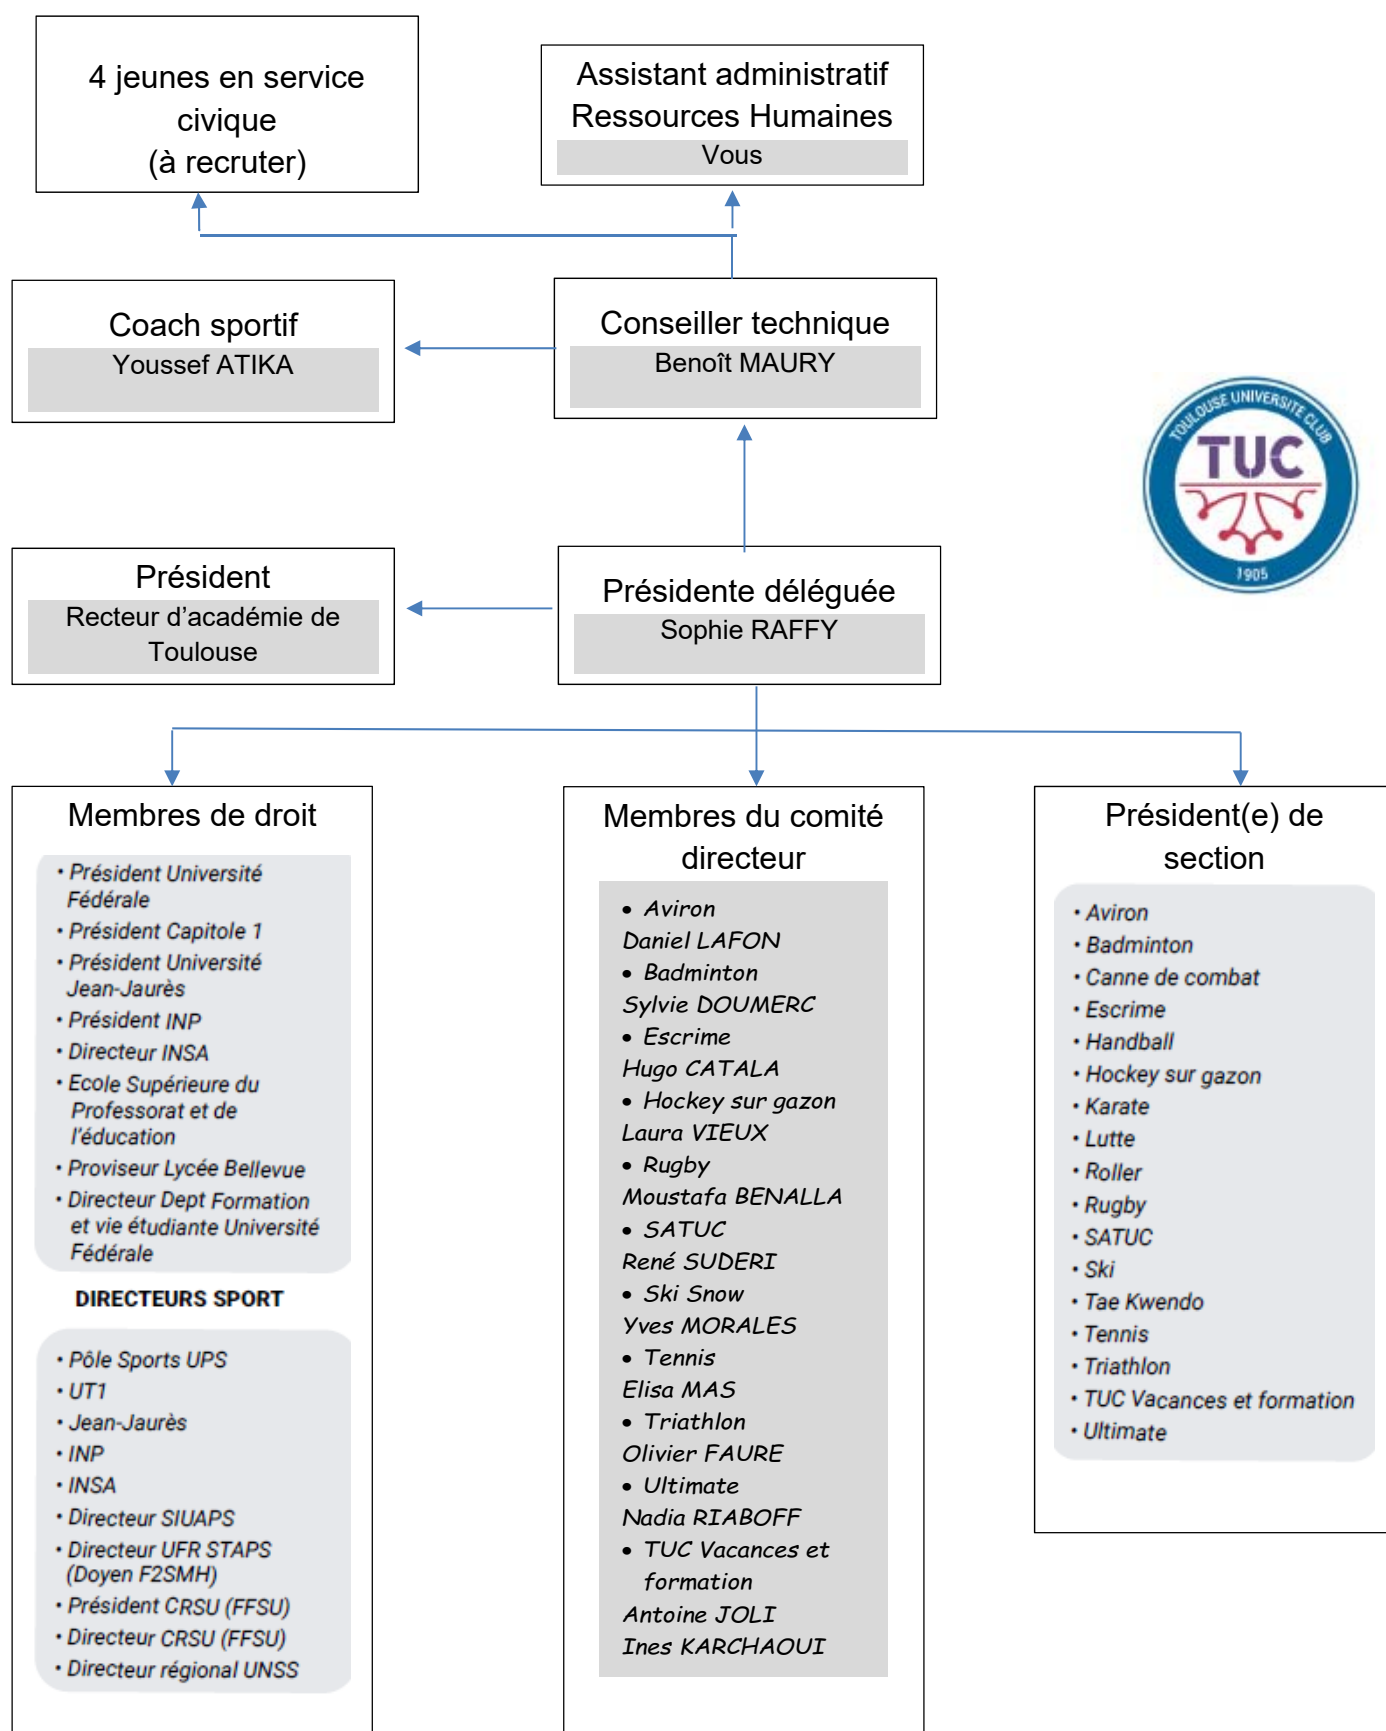 4 jeunes en service
civique
(à recruter)
Assistant administratif
Ressources Humaines
Vous
Coach sportif
Youssef ATIKA
Conseiller technique
Benoît MAURY
TOULOUSE UNIVERSITÉ CLUB
TUC
1905
Président
Recteur d'académie de
Toulouse
Présidente déléguée
Sophie RAFFY
Membres de droit
• Président Université
Fédérale
• Président Capitole 1
• Président Université
Jean-Jaurès
• Président INP
• Directeur INSA
• Ecole Supérieure du
Professorat et de
l'éducation
• Proviseur Lycée Bellevue
• Directeur Dept Formation
et vie étudiante Université
Fédérale
DIRECTEURS SPORT
• Pôle Sports UPS
• UT1
• Jean-Jaurès
• INP
• INSA
• Directeur SIUAPS
• Directeur UFR STAPS
(Doyen F2SMH)
• Président CRSU (FFSU)
• Directeur CRSU (FFSU)
• Directeur régional UNSS
Membres du comité
directeur
• Aviron
Daniel LAFON
• Badminton
Sylvie DOUMERC
• Escrime
Hugo CATALA
• Hockey sur gazon
Laura VIEUX
• Rugby
Moustafa BENALLA
• SATUC
René SUDERI
• Ski Snow
Yves MORALES
• Tennis
Elisa MAS
• Triathlon
Olivier FAURE
• Ultimate
Nadia RIABOFF
• TUC Vacances et
formation
Antoine JOLI
Ines KARCHAOUI
Président(e) de
section
• Aviron
• Badminton
• Canne de combat
• Escrime
• Handball
• Hockey sur gazon
• Karate
• Lutte
• Roller
• Rugby
• SATUC
• Ski
• Tae Kwendo
• Tennis
• Triathlon
• TUC Vacances et formation
• Ultimate